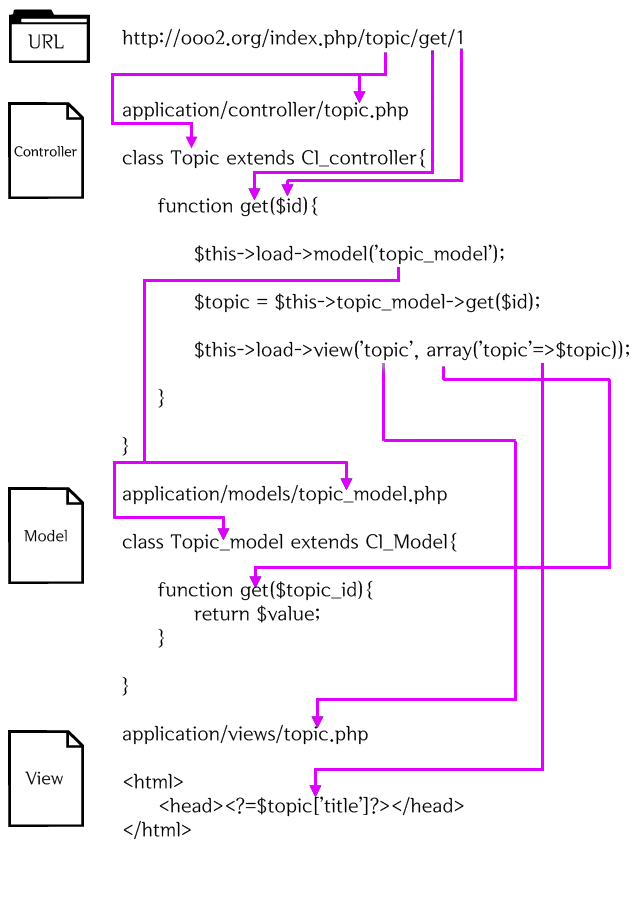 URL
http://ooo2.org/index.php/topic/get/1
application/controller/topic.php
Controller
class Topic extends CI_controller{
function get($id){
$this->load->model('topic_model');
$topic = $this->topic_model->get($id);
$this->load->view('topic', array('topic'=>$topic));
}
}
application/models/topic_model.php
Model
class Topic_model extends CI_Model{
function get($topic_id){
return $value;
}
}
application/views/topic.php
View
<html>
<head><?=$topic['title']?></head>
</html>